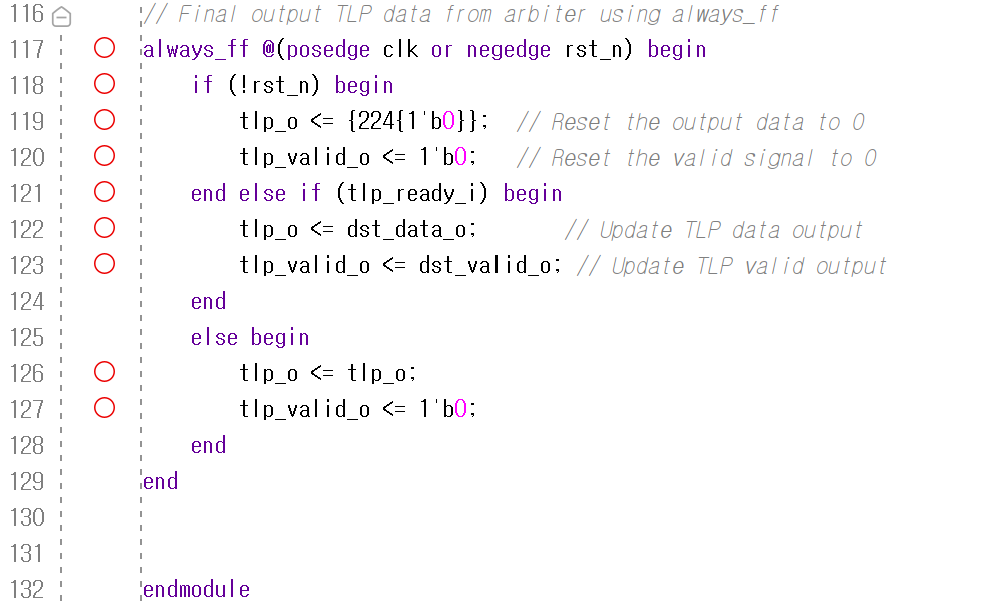 116 // Final output TLP data from arbiter using always_ff
117 always_ff @(posedge clk or negedge rst_n) begin
118 if (!rst_n) begin
119 tlp_o <= {224{1'b0}}; // Reset the output data to 0
120 tlp_valid_o <= 1'b0; // Reset the valid signal to 0
121 end else if (tlp_ready_i) begin
122 tlp_o <= dst_data_o; // Update TLP data output
123 tlp_valid_o <= dst_valid_o; // Update TLP valid output
124 end
125 else begin
126 tlp_o <= tlp_o;
127 tlp_valid_o <= 1'b0;
128 end
129 end
130
131
132 endmodule